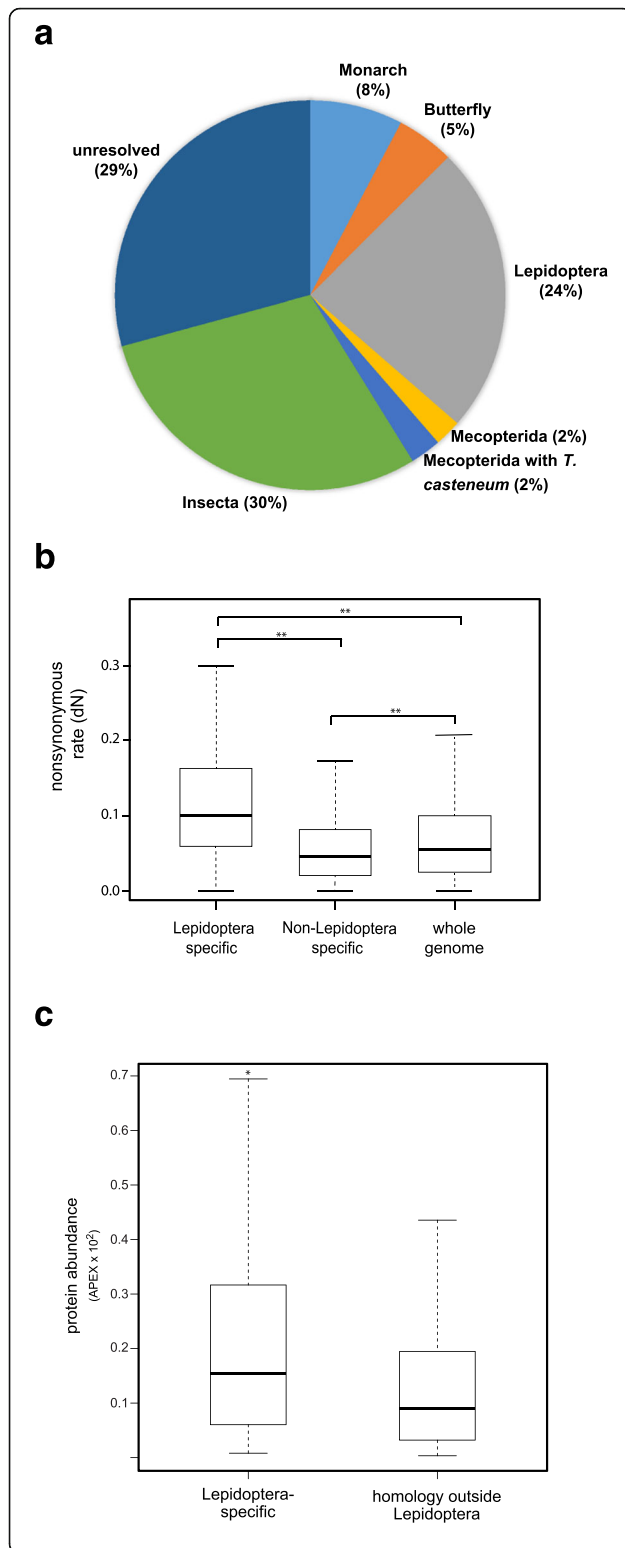 a
Monarch
(8%)
Butterfly
(5%)
unresolved
(29%)
Lepidoptera
(24%)
Mecopterida (2%)
Mecopterida with T.
casteneum (2%)
Insecta (30%)
b
**
**
**
nonsynonymous
rate (dN)
0.3
0.2
0.1
0.0
Lepidoptera
specific
Non-Lepidoptera
specific
whole
genome
c
*
protein abundance
(APEX x 10²)
0.7
0.6
0.5
0.4
0.3
0.2
0.1
Lepidoptera-
specific
homology outside
Lepidoptera